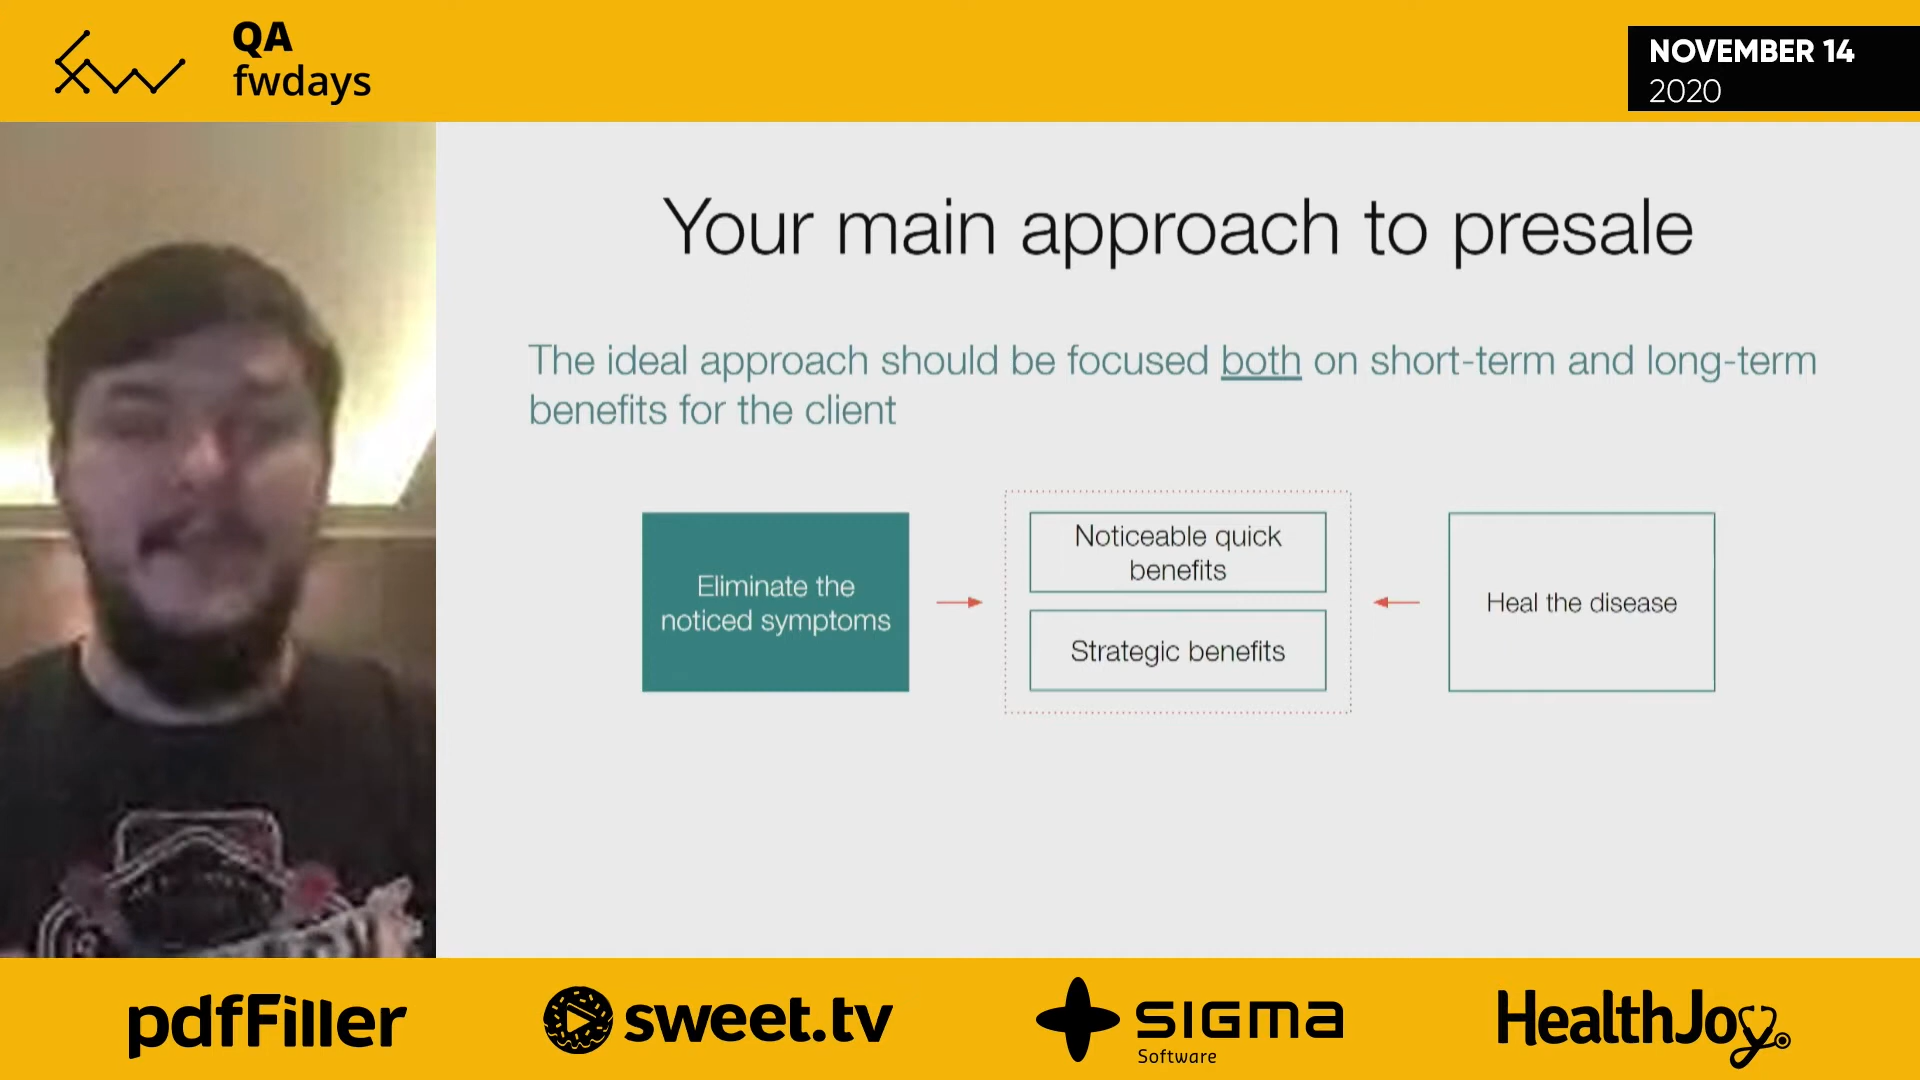 QA
fwdays
NOVEMBER 14
2020
Your main approach to presale
The ideal approach should be focused both on short-term and long-term
benefits for the client
Eliminate the
noticed symptoms
Noticeable quick
benefits
Strategic benefits
Heal the disease
pdfFiller
sweet.tv
SIGMA
Software
HealthJoy